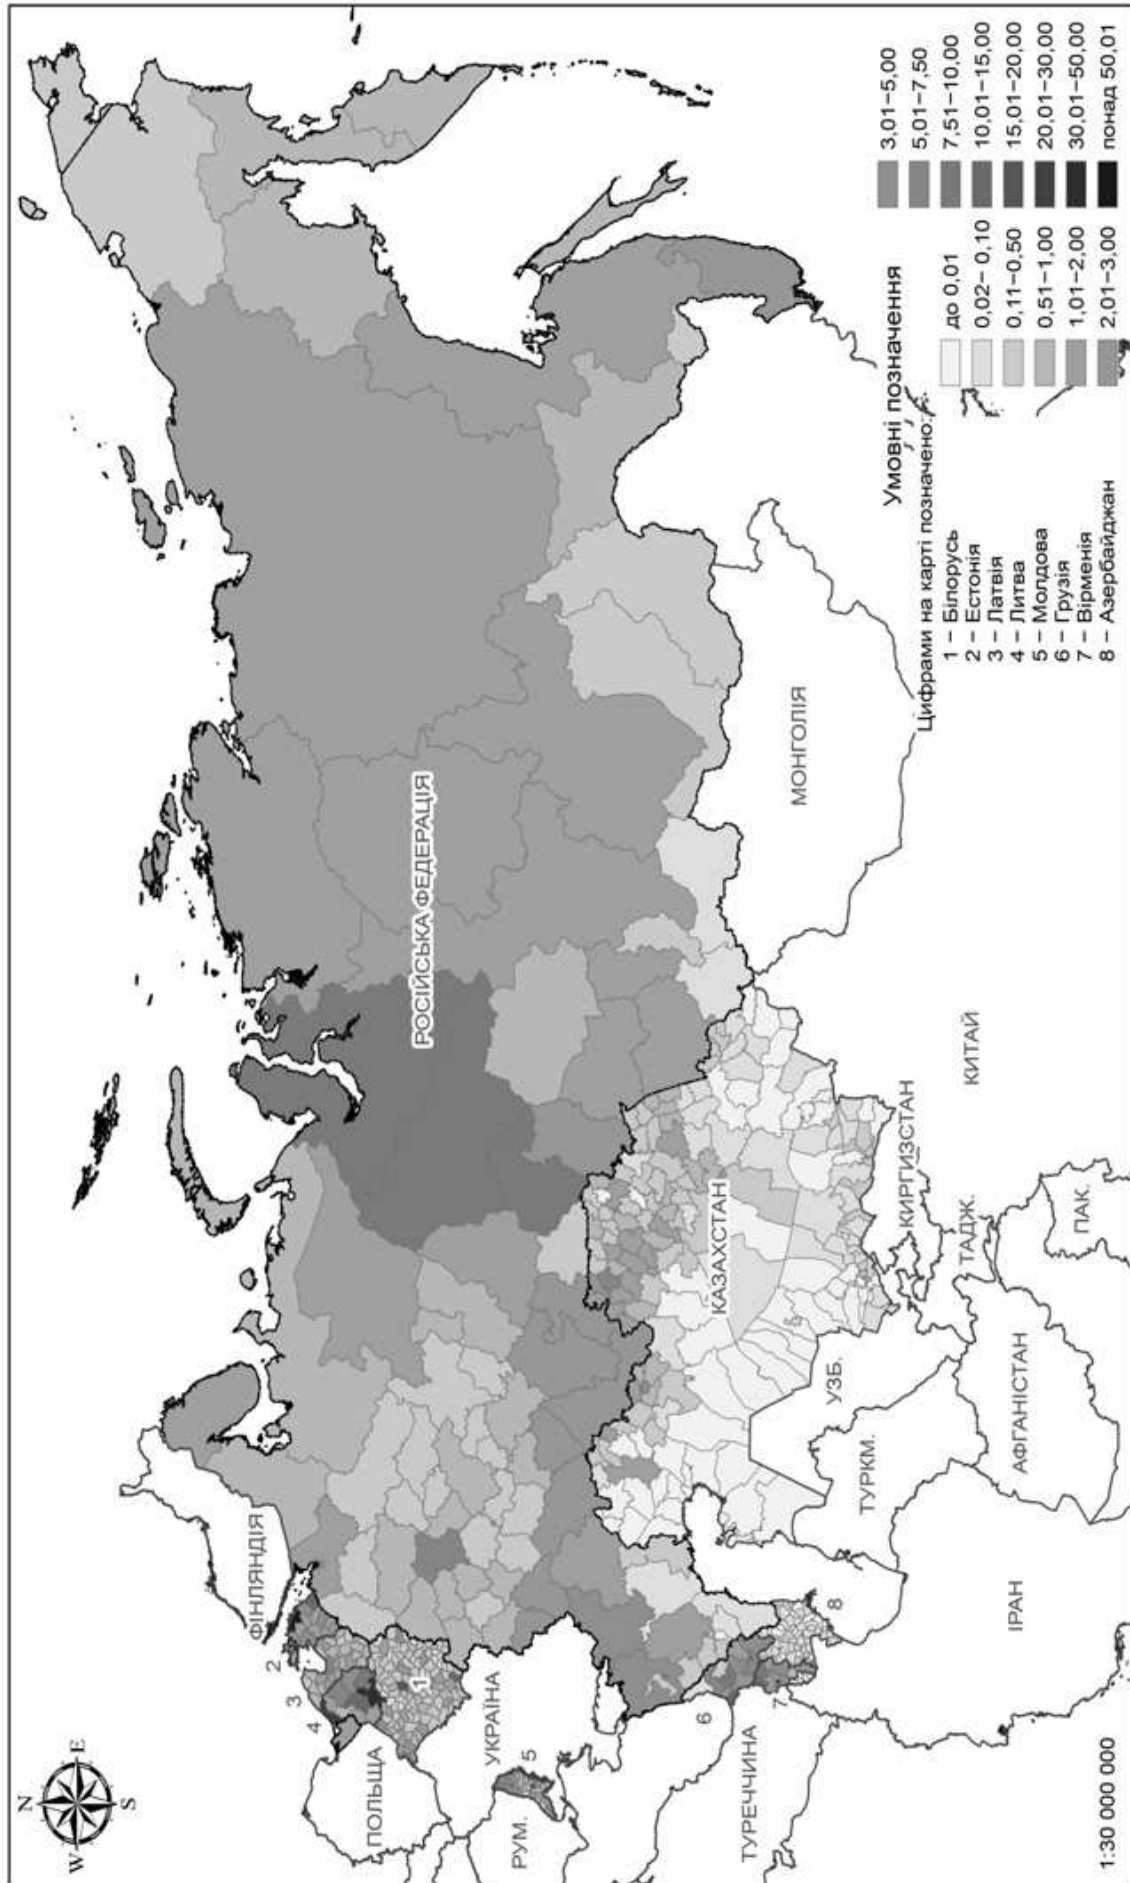 N
W
E
S
ФІНЛЯНДІЯ
РОСІЙСЬКА ФЕДЕРАЦІЯ
2
3
4
1
ПОЛЬЩА
УКРАЇНА
РУМ.
5
6
7
8
ТУРЕЧЧИНА
КАЗАХСТАН
МОНГОЛІЯ
КИТАЙ
КИРГИЗСТАН
ТАДЖ.
УЗБ.
ТУРКМ.
АФГАНІСТАН
ПАК.
ІРАН
1:30 000 000
Цифрами на карті позначено:
1 – Білорусь
2 – Естонія
3 – Латвія
4 – Литва
5 – Молдова
6 – Грузія
7 – Вірменія
8 – Азербайджан
Умовні позначення
до 0,01
0,02– 0,10
0,11–0,50
0,51–1,00
1,01–2,00
2,01–3,00
3,01–5,00
5,01–7,50
7,51–10,00
10,01–15,00
15,01–20,00
20,01–30,00
30,01–50,00
понад 50,01